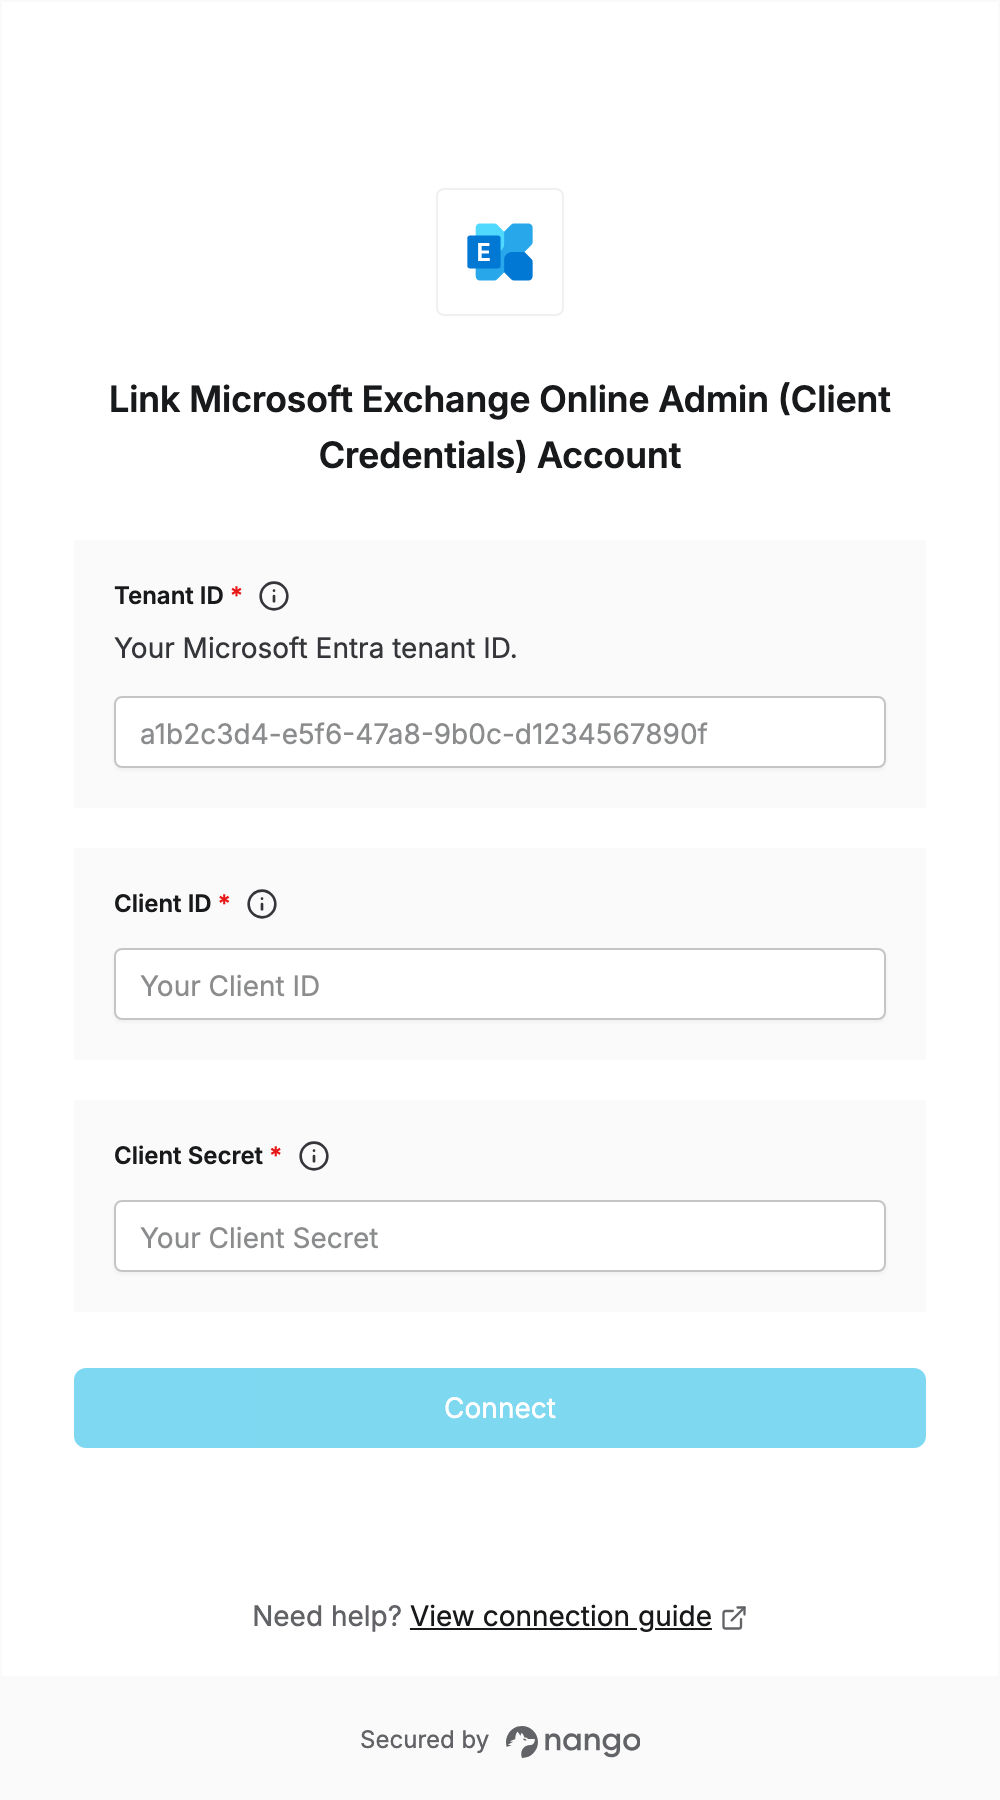 E
Link Microsoft Exchange Online Admin (Client
Credentials) Account
Tenant ID *
Your Microsoft Entra tenant ID.
a1b2c3d4-e5f6-47a8-9b0c-d1234567890f
Client ID *
Your Client ID
Client Secret *
Your Client Secret
Connect
Need help? View connection guide
Secured by nango